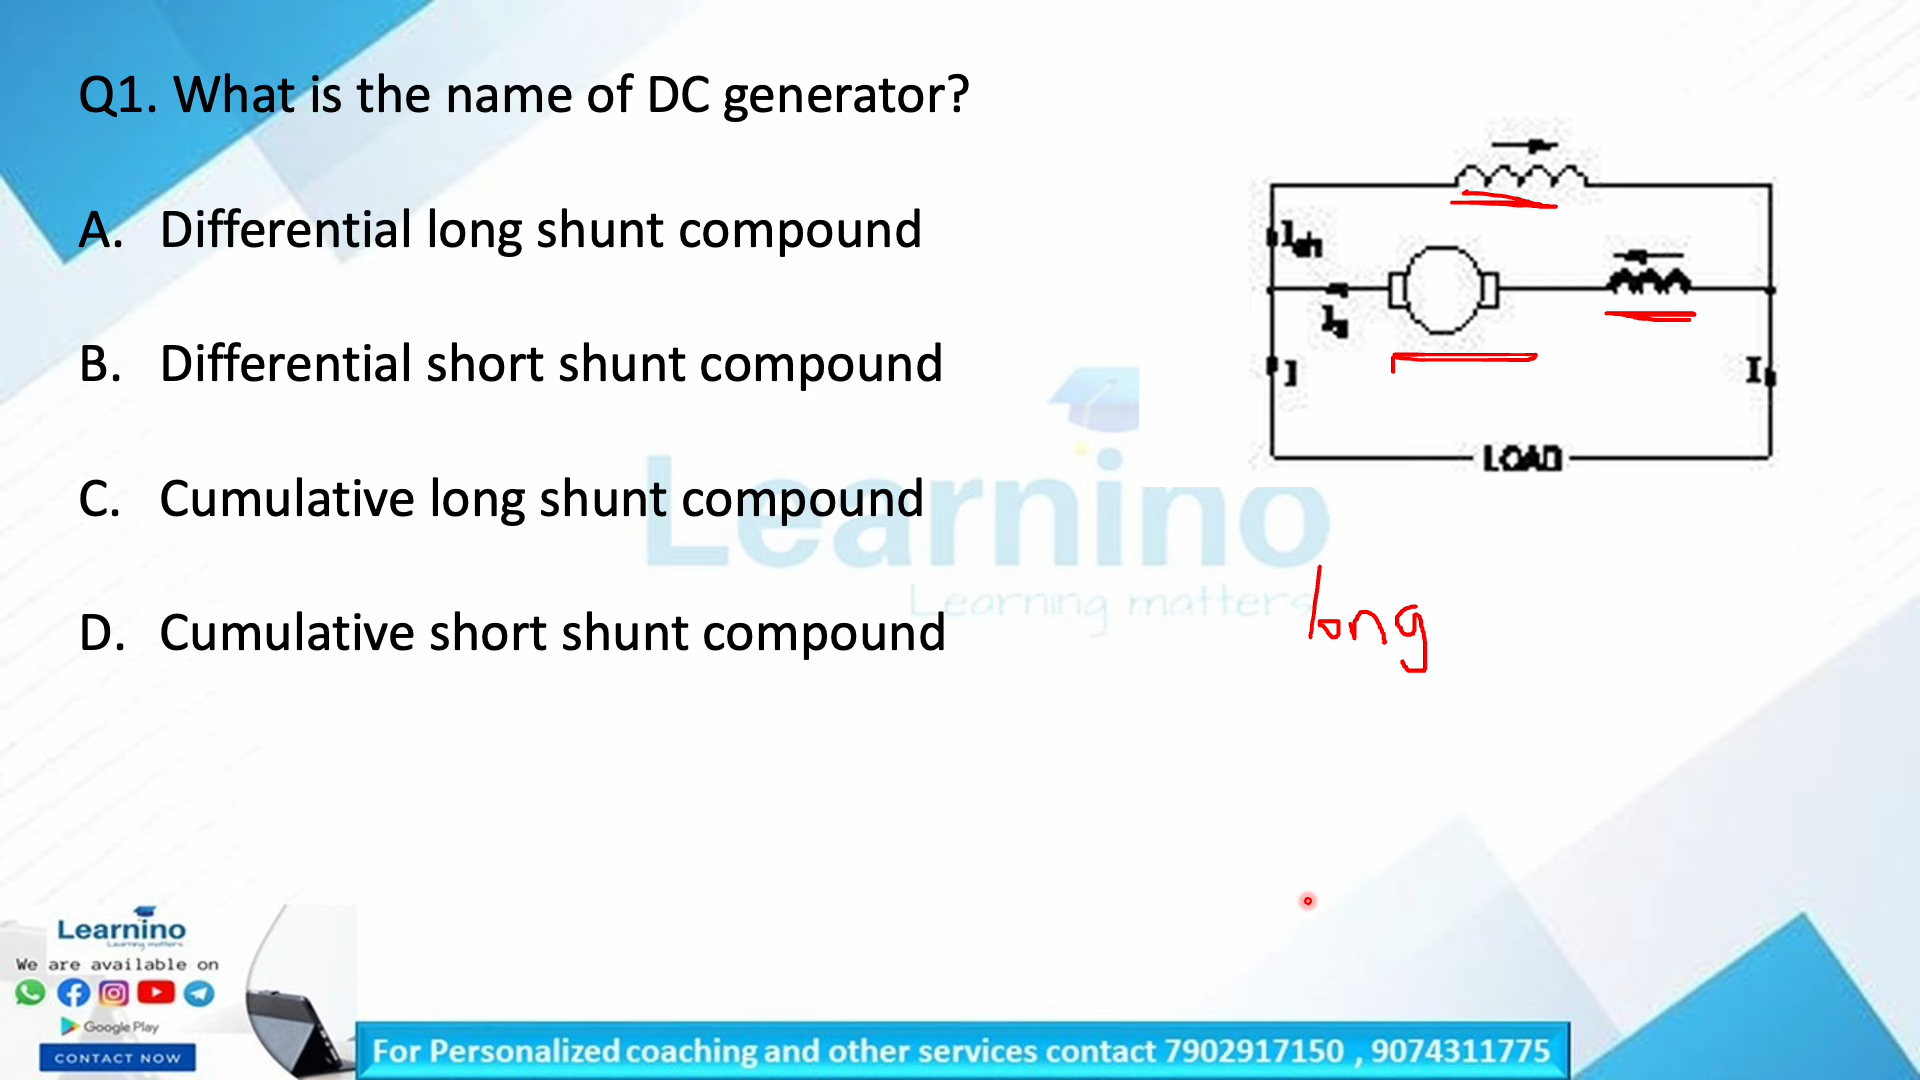 Q1. What is the name of DC generator?
A. Differential long shunt compound
B. Differential short shunt compound
C. Cumulative long shunt compound
D. Cumulative short shunt compound
Ish
Ia
I
I
LOAD
Learnino
Learning matters
long
Learnino
Learning matters
We are available on
Google Play
CONTACT NOW
For Personalized coaching and other services contact 7902917150 , 9074311775